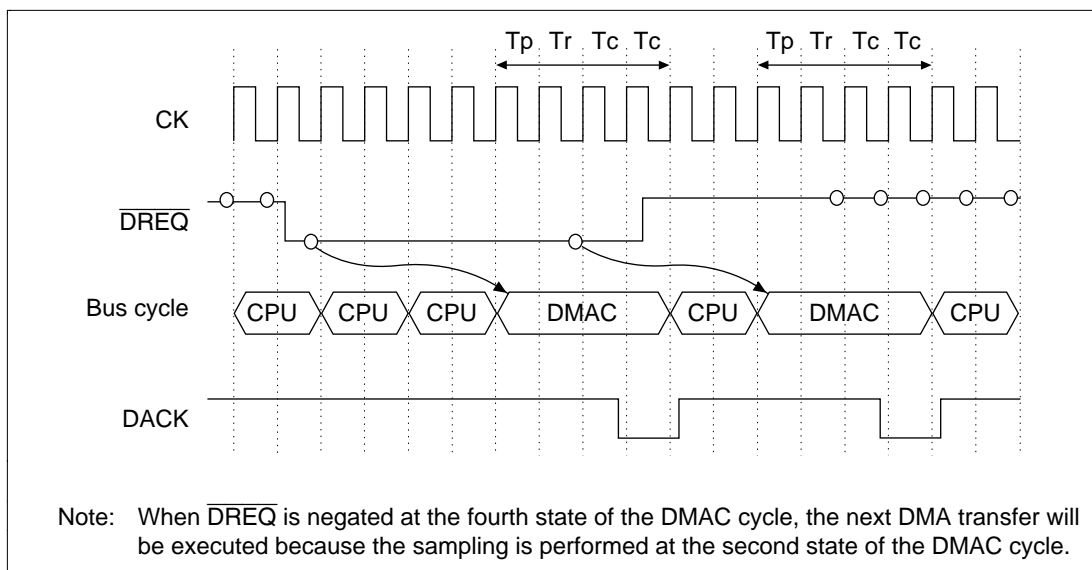 Tp Tr Tc Tc Tp Tr Tc Tc
CK
DREQ
Bus cycle CPU CPU CPU DMAC CPU DMAC CPU
DACK
Note: When DREQ is negated at the fourth state of the DMAC cycle, the next DMA transfer will
be executed because the sampling is performed at the second state of the DMAC cycle.